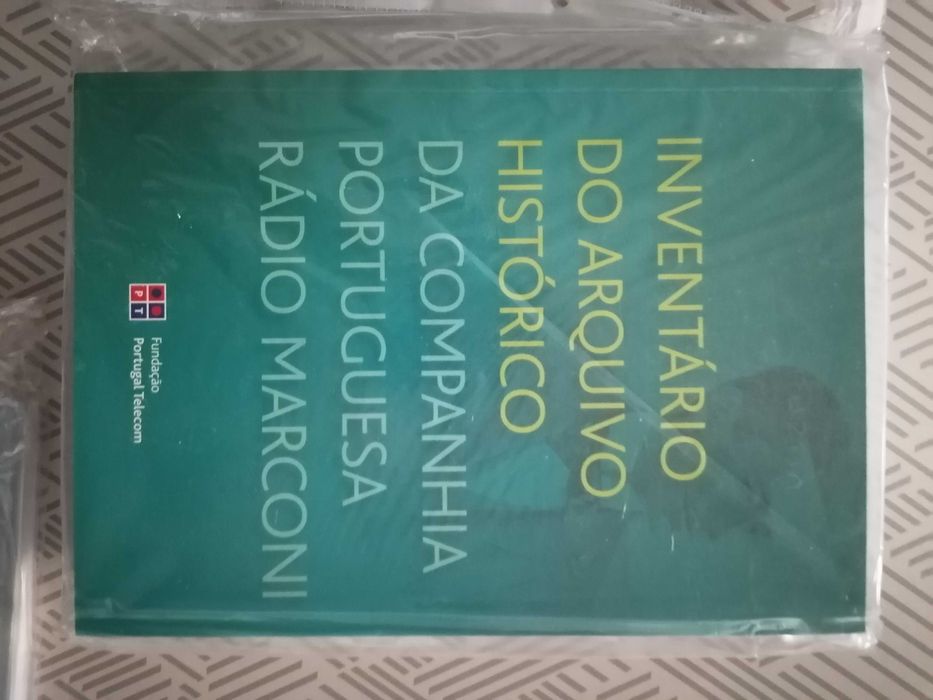 INVENTÁRIO
DO ARQUIVO
HISTÓRICO
DA COMPANHIA
PORTUGUESA
RÁDIO MARCONI
PT
Fundação
Portugal Telecom